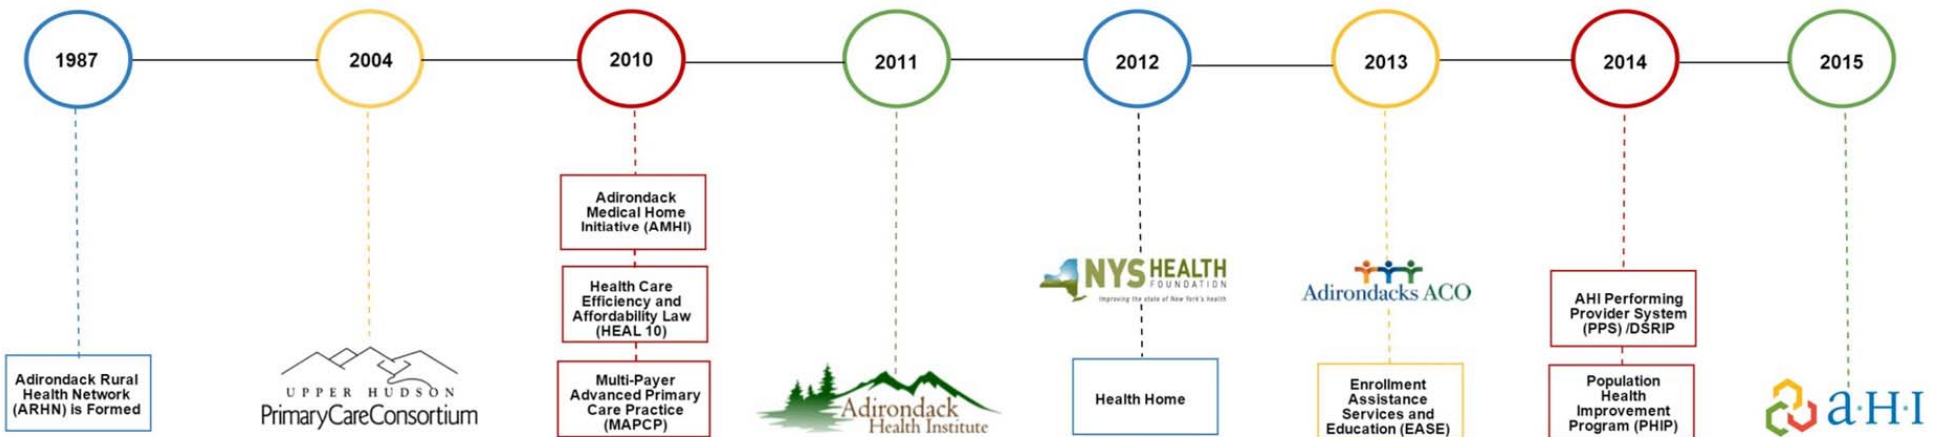 1987
2004
2010
2011
2012
2013
2014
2015
Adirondack Rural
Health Network
(ARHN) is Formed
UPPER HUDSON
PrimaryCareConsortium
Adirondack
Medical Home
Initiative (AMHI)
Health Care
Efficiency and
Affordability Law
(HEAL 10)
Multi-Payer
Advanced Primary
Care Practice
(MAPCP)
Adirondack
Health Institute
NYS HEALTH
FOUNDATION
Improving the state of New York's health
Health Home
Adirondacks ACO
Enrollment
Assistance
Services and
Education (EASE)
AHI Performing
Provider System
(PPS) /DSRIP
Population
Health
Improvement
Program (PHIP)
a·H·I